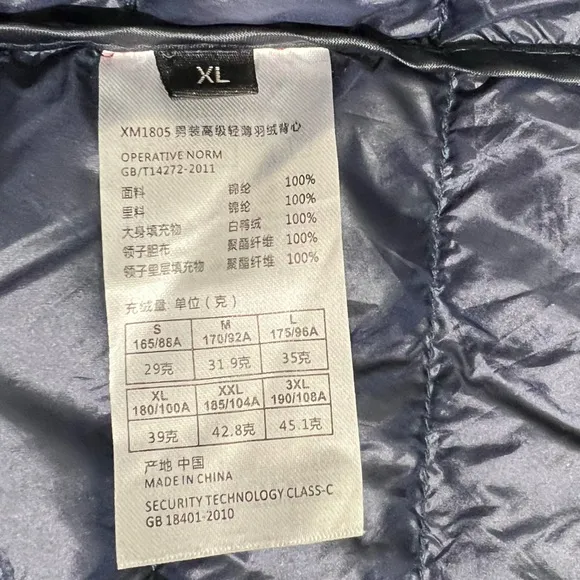 XL
XM1805 男装高级轻薄羽绒背心
OPERATIVE NORM
GB/T14272-2011
面料 锦纶 100%
里料 锦纶 100%
大身填充物 白鸭绒 100%
领子胆布 聚酯纤维 100%
领子里层填充物 聚酯纤维 100%
充绒量 单位（克）
S M L
165/88A 170/92A 175/96A
29克 31.9克 35克
XL XXL 3XL
180/100A 185/104A 190/108A
39克 42.8克 45.1克
产地 中国
MADE IN CHINA
SECURITY TECHNOLOGY CLASS-C
GB 18401-2010